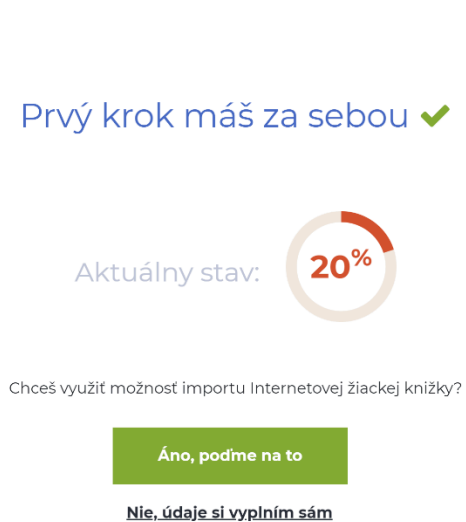 Prvý krok máš za sebou
Aktuálny stav:
20%
Chceš využiť možnosť importu Internetovej žiackej knižky?
Áno, poďme na to
Nie, údaje si vyplním sám